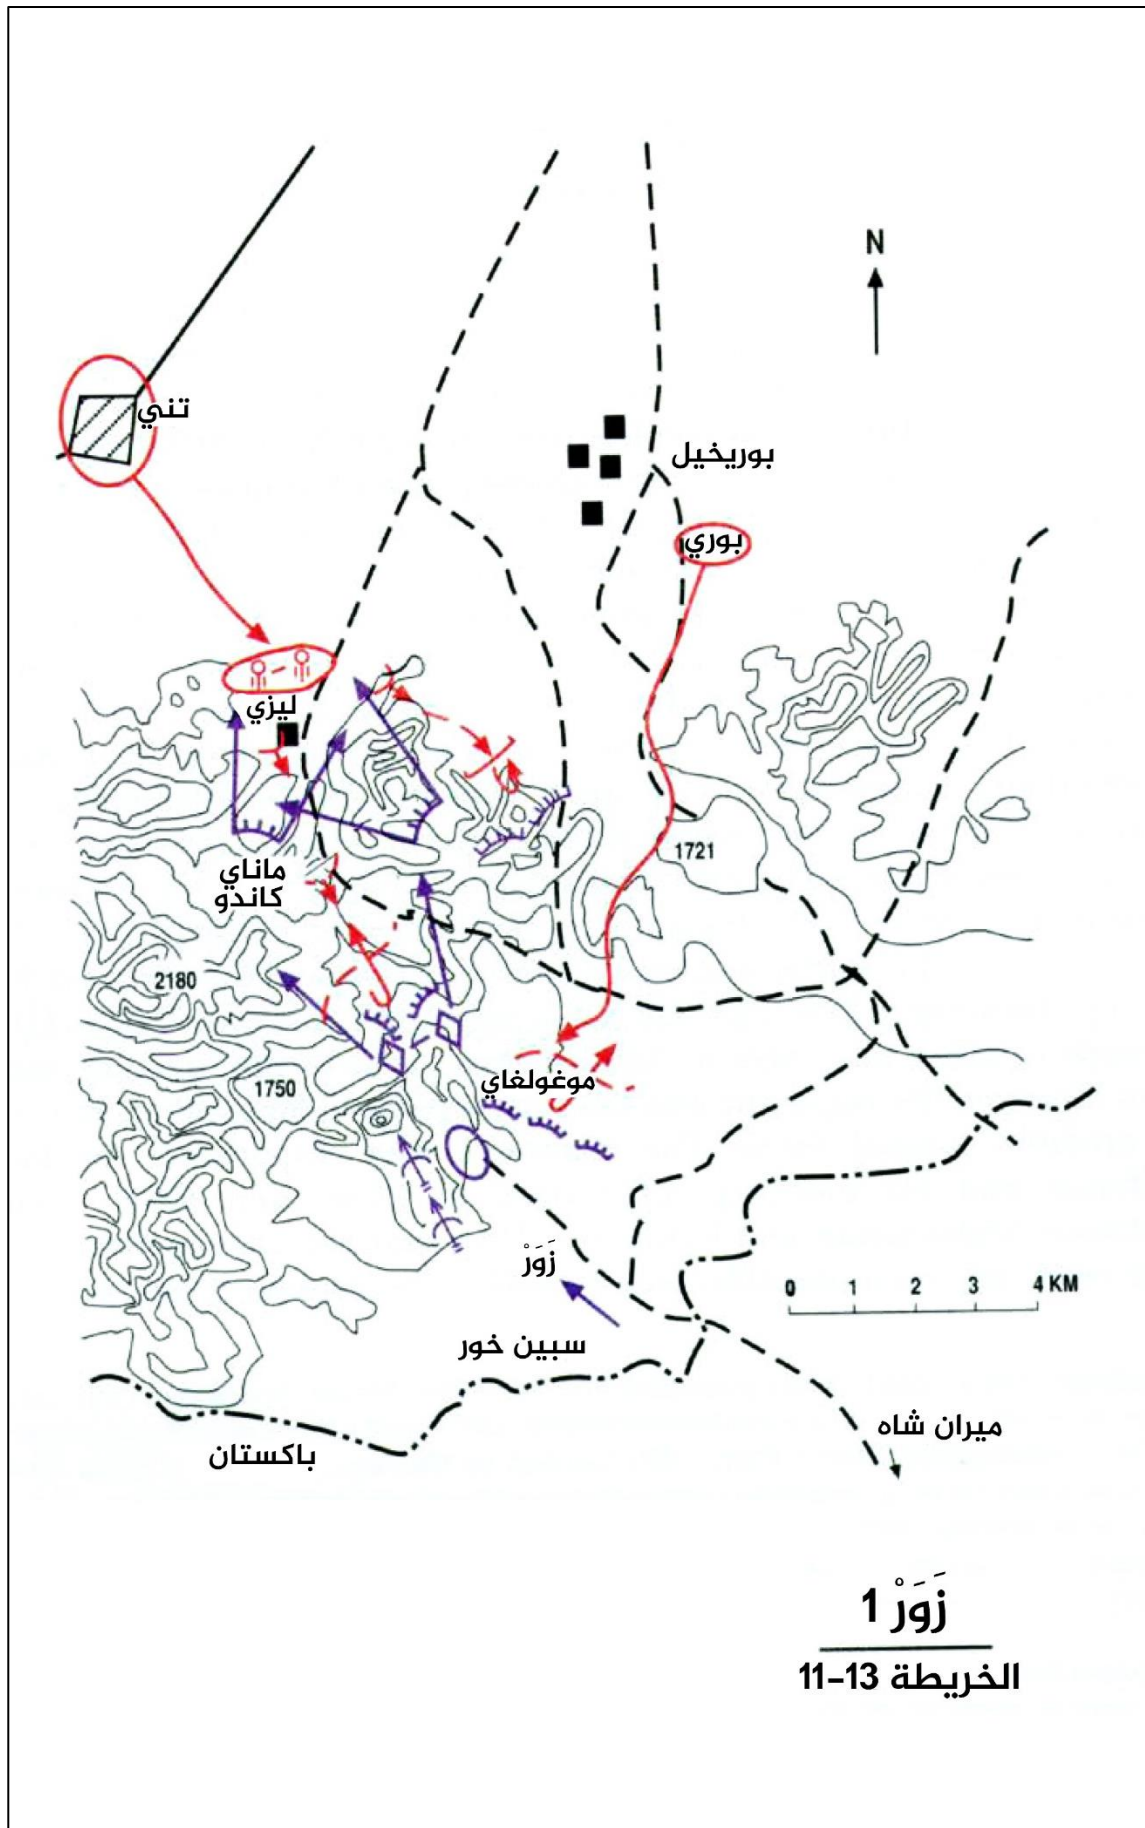 N
تني
بوريخيل
بوري
ليزي
1721
ماناي
كاندو
2180
موغولغاي
1750
زَوَرْ
0 1 2 3 4 KM
سبين خور
ميران شاه
باكستان
زَوَرْ 1
الخريطة 13-11